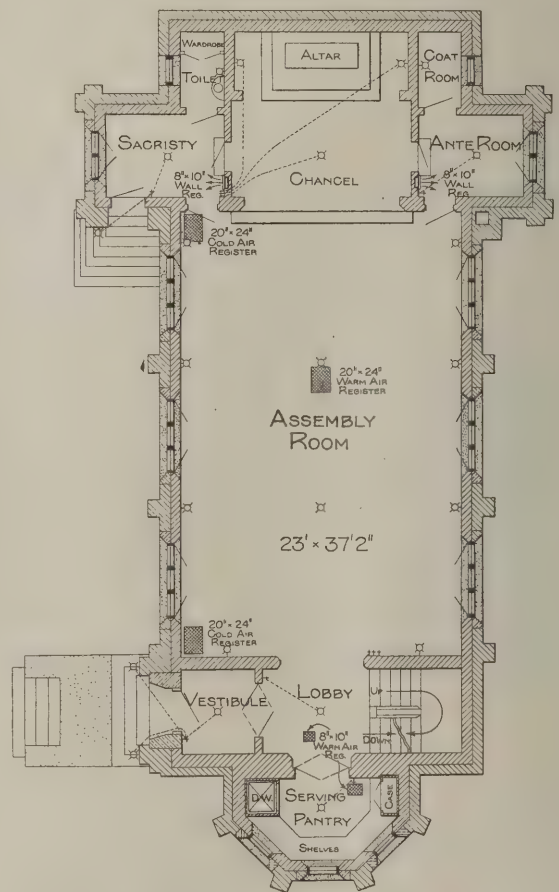 WARDROBE
TOILET
ALTAR
COAT
ROOM
SACRISTY
ANTE ROOM
8"×10"
WALL
REG.
CHANCEL
8"×10"
WALL
REG.
20"×24"
COLD AIR
REGISTER
20"×24"
WARM AIR
REGISTER
ASSEMBLY
ROOM
23'×37'2"
20"×24"
COLD AIR
REGISTER
VESTIBULE
LOBBY
UP
DOWN
8"×10"
WARM AIR
REG.
D.W.
SERVING
PANTRY
CASE
SHELVES